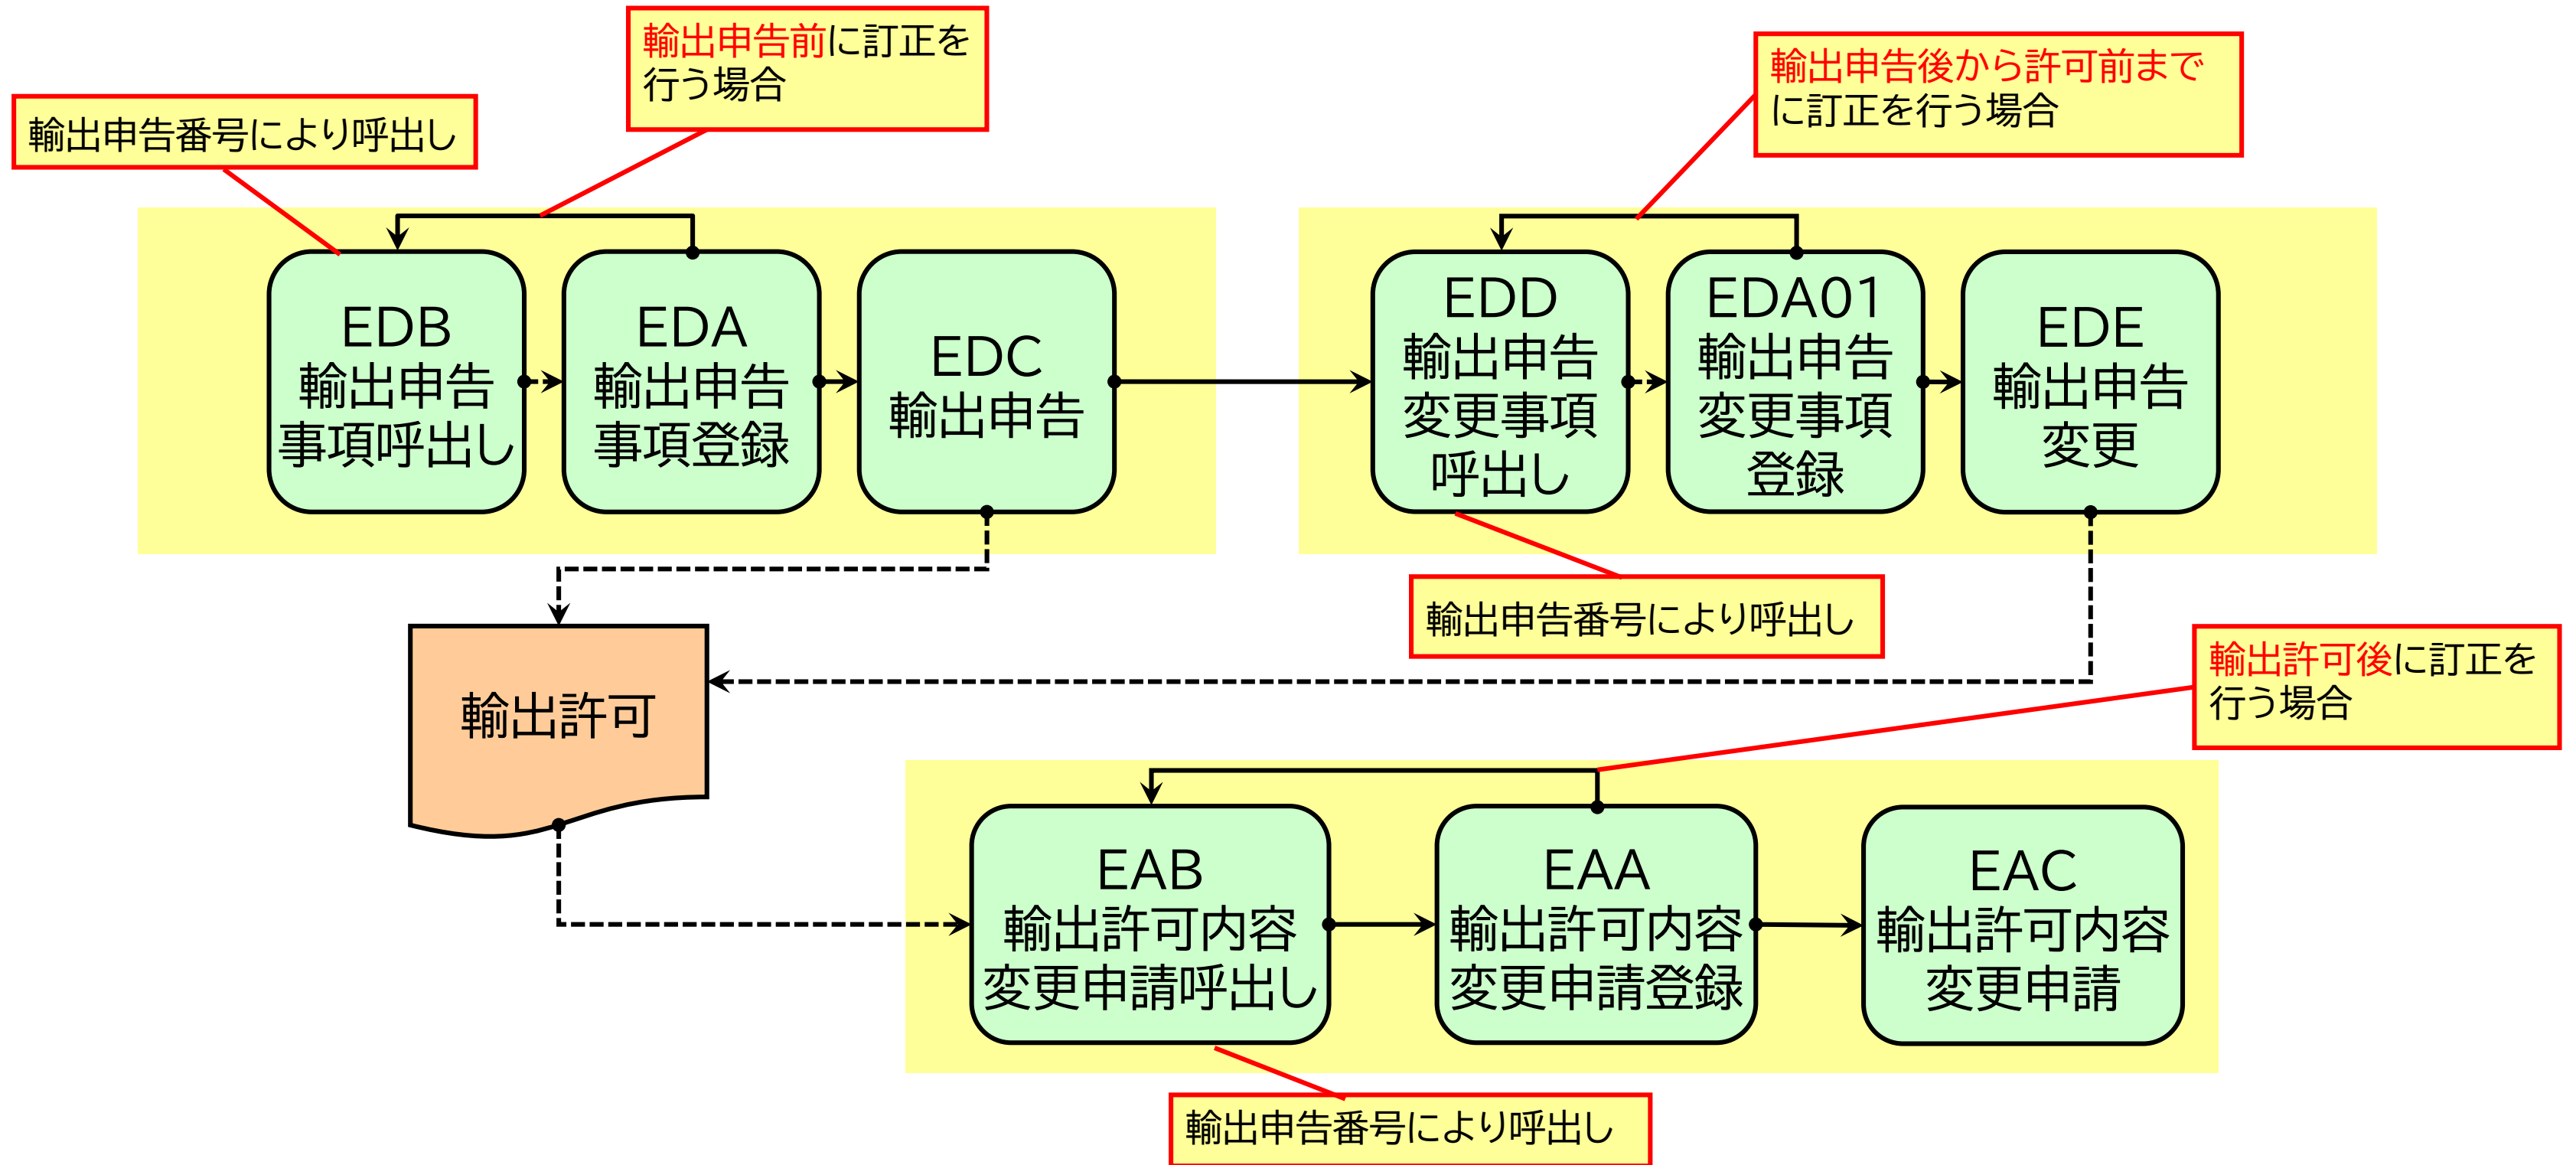 輸出申告前に訂正を
行う場合
輸出申告後から許可前まで
に訂正を行う場合
輸出申告番号により呼出し
EDB
輸出申告
事項呼出し
EDA
輸出申告
事項登録
EDC
輸出申告
EDD
輸出申告
変更事項
呼出し
EDA01
輸出申告
変更事項
登録
EDE
輸出申告
変更
輸出申告番号により呼出し
輸出許可後に訂正を
行う場合
輸出許可
EAB
輸出許可内容
変更申請呼出し
EAA
輸出許可内容
変更申請登録
EAC
輸出許可内容
変更申請
輸出申告番号により呼出し